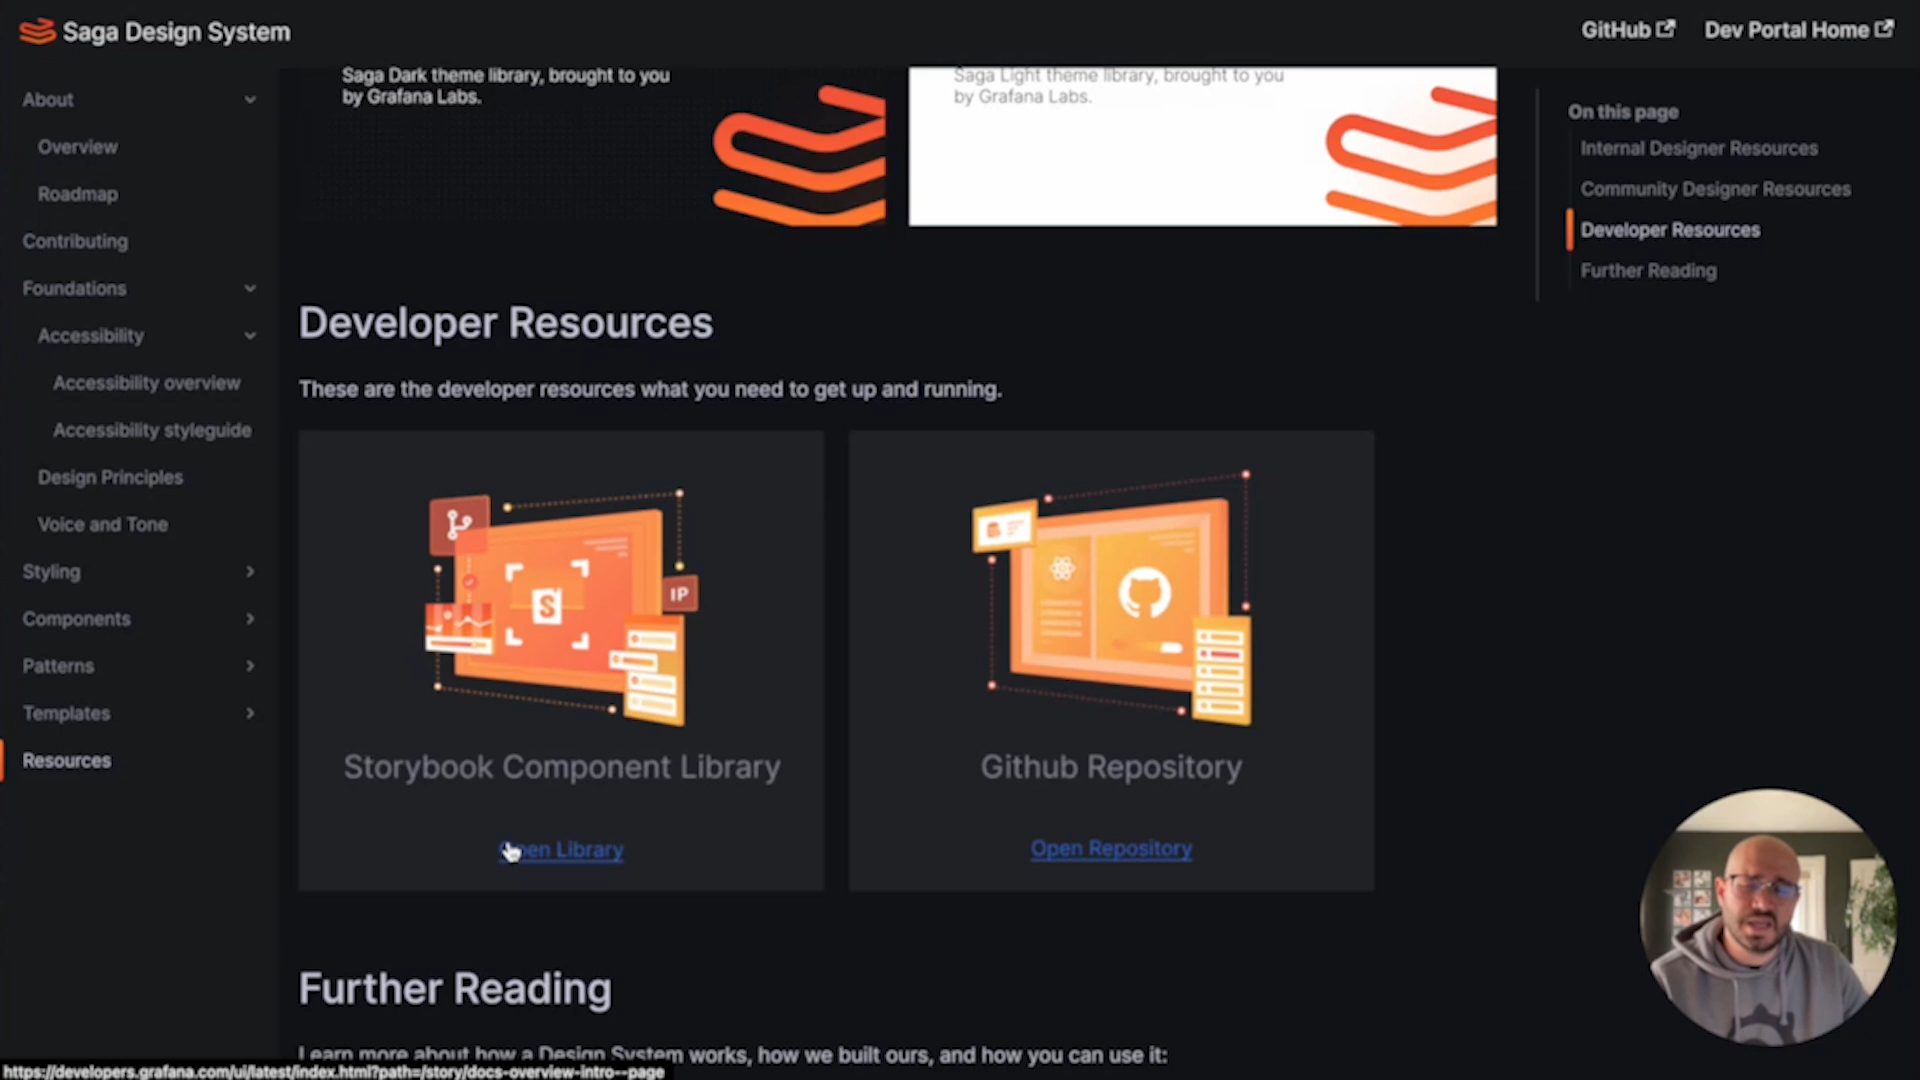 Saga Design System
GitHub
Dev Portal Home
About
Overview
Roadmap
Contributing
Foundations
Accessibility
Accessibility overview
Accessibility styleguide
Design Principles
Voice and Tone
Styling
Components
Patterns
Templates
Resources
Saga Dark theme library, brought to you
by Grafana Labs.
Saga Light theme library, brought to you
by Grafana Labs.
Developer Resources
These are the developer resources what you need to get up and running.
S
IP
Storybook Component Library
Open Library
Github Repository
Open Repository
Further Reading
Learn more about how a Design System works, how we built ours, and how you can use it:
On this page
Internal Designer Resources
Community Designer Resources
Developer Resources
Further Reading
https://developers.grafana.com/ui/latest/index.html?path=/story/docs-overview-intro--page